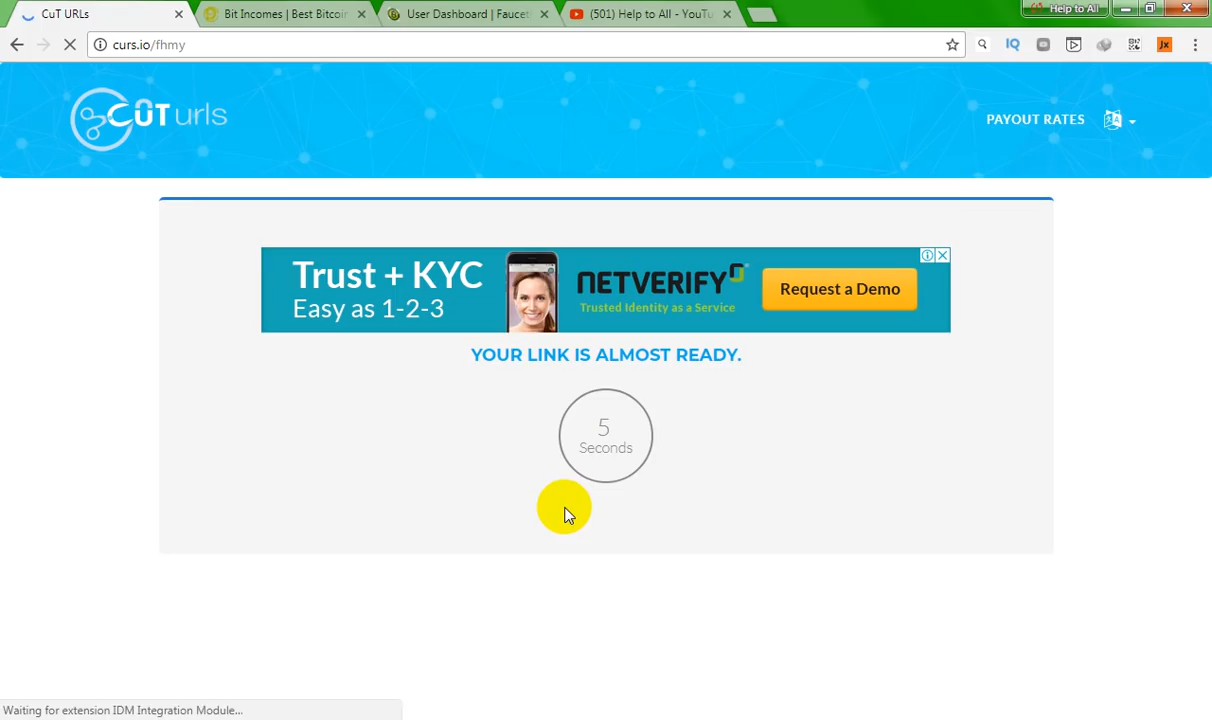 CuT URLs
Bit Incomes | Best Bitcoin
User Dashboard | Faucet
(501) Help to All - YouTu
Help to All
curs.io/fhmy
IQ
Jx
CUT urls
PAYOUT RATES
Trust + KYC
Easy as 1-2-3
NETVERIFY
Trusted Identity as a Service
Request a Demo
YOUR LINK IS ALMOST READY.
5
Seconds
Waiting for extension IDM Integration Module...